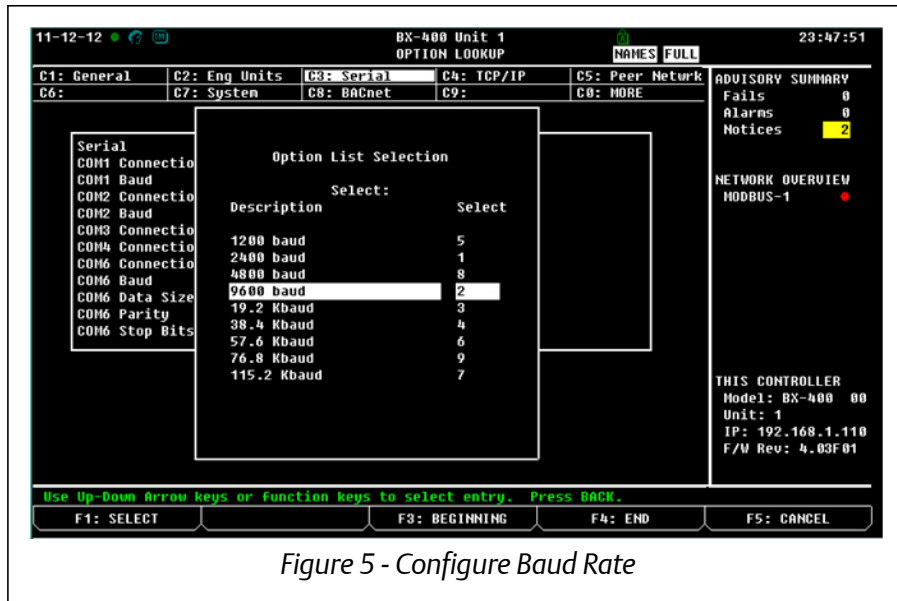 11-12-12 BX-400 Unit 1 23:47:51
OPTION LOOKUP NAMES FULL
C1: General C2: Eng Units C3: Serial C4: TCP/IP C5: Peer Netwrk
C6: C7: System C8: BACnet C9: C0: MORE
ADVISORY SUMMARY
Fails 0
Alarms 0
Notices 2
NETWORK OVERVIEW
MODBUS-1
Serial
COM1 Connectio
COM1 Baud
COM2 Connectio
COM2 Baud
COM3 Connectio
COM4 Connectio
COM6 Connectio
COM6 Baud
COM6 Data Size
COM6 Parity
COM6 Stop Bits
Option List Selection
Select:
Description Select
1200 baud 5
2400 baud 1
4800 baud 8
9600 baud 2
19.2 Kbaud 3
38.4 Kbaud 4
57.6 Kbaud 6
76.8 Kbaud 9
115.2 Kbaud 7
THIS CONTROLLER
Model: BX-400 00
Unit: 1
IP: 192.168.1.110
F/W Rev: 4.03F01
Use Up-Down Arrow keys or function keys to select entry. Press BACK.
F1: SELECT F3: BEGINNING F4: END F5: CANCEL
Figure 5 - Configure Baud Rate